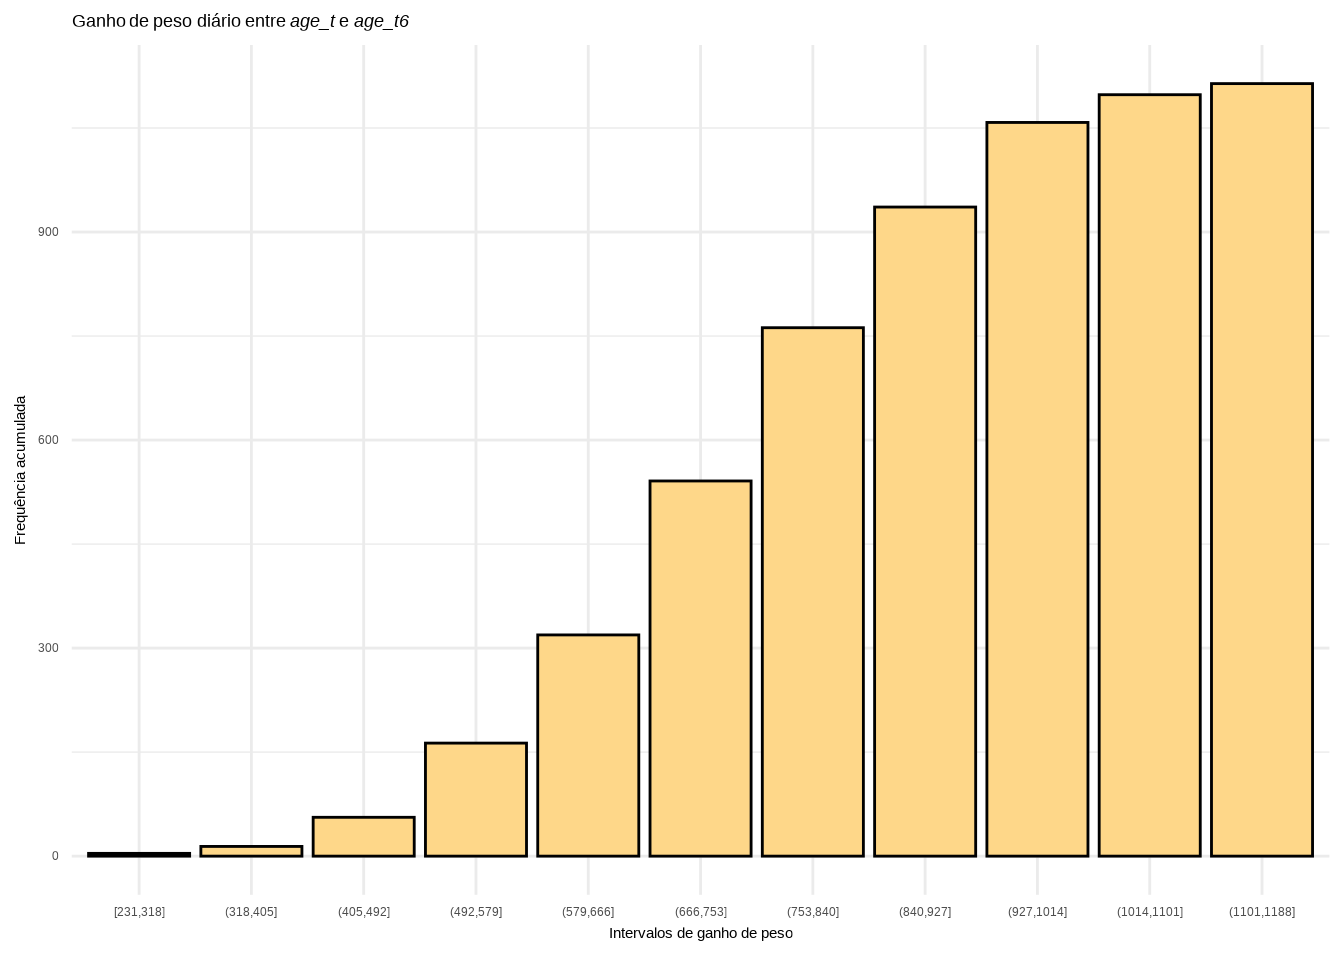 Ganho de peso diário entre age_t e age_t6
Frequência acumulada
900
600
300
0
[231,318] (318,405] (405,492] (492,579] (579,666] (666,753] (753,840] (840,927] (927,1014] (1014,1101] (1101,1188]
Intervalos de ganho de peso